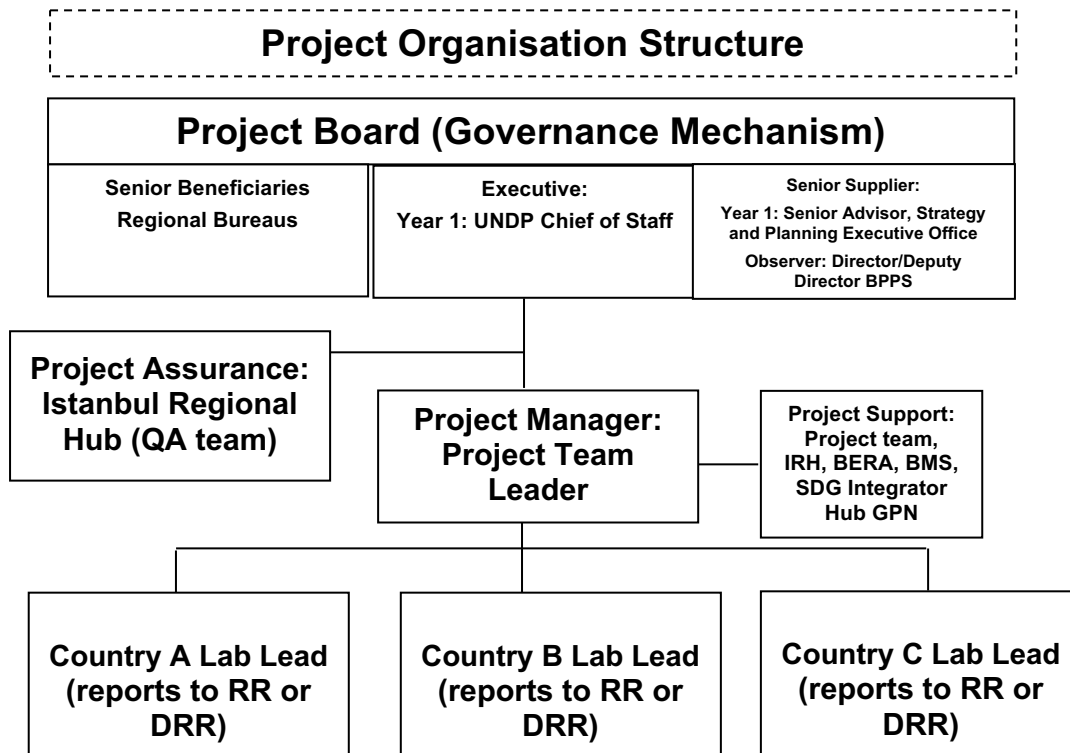 Project Organisation Structure
Project Board (Governance Mechanism)
Senior Beneficiaries
Regional Bureaus
Executive:
Year 1: UNDP Chief of Staff
Senior Supplier:
Year 1: Senior Advisor, Strategy
and Planning Executive Office
Observer: Director/Deputy
Director BPPS
Project Assurance:
Istanbul Regional
Hub (QA team)
Project Manager:
Project Team
Leader
Project Support:
Project team,
IRH, BERA, BMS,
SDG Integrator
Hub GPN
Country A Lab Lead
(reports to RR or
DRR)
Country B Lab Lead
(reports to RR or
DRR)
Country C Lab Lead
(reports to RR or
DRR)